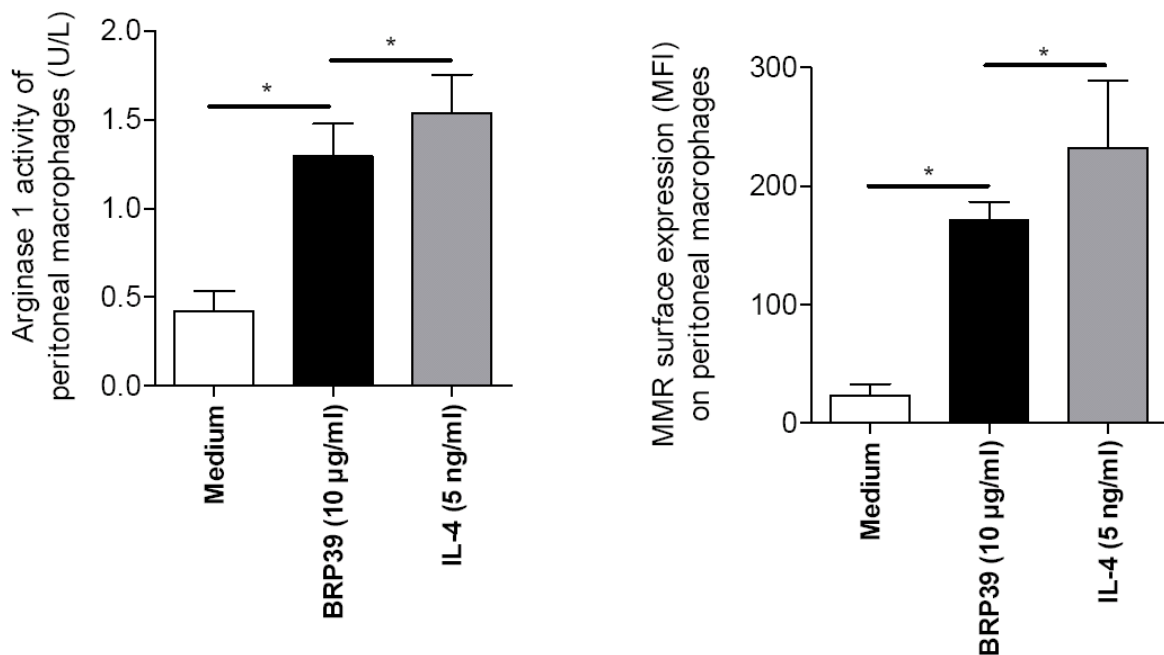 Arginase 1 activity of
peritoneal macrophages (U/L)
2.0
1.5
1.0
0.5
0.0
*
*
Medium
BRP39 (10 µg/ml)
IL-4 (5 ng/ml)
MMR surface expression (MFI)
on peritoneal macrophages
300
200
100
0
*
*
Medium
BRP39 (10 µg/ml)
IL-4 (5 ng/ml)